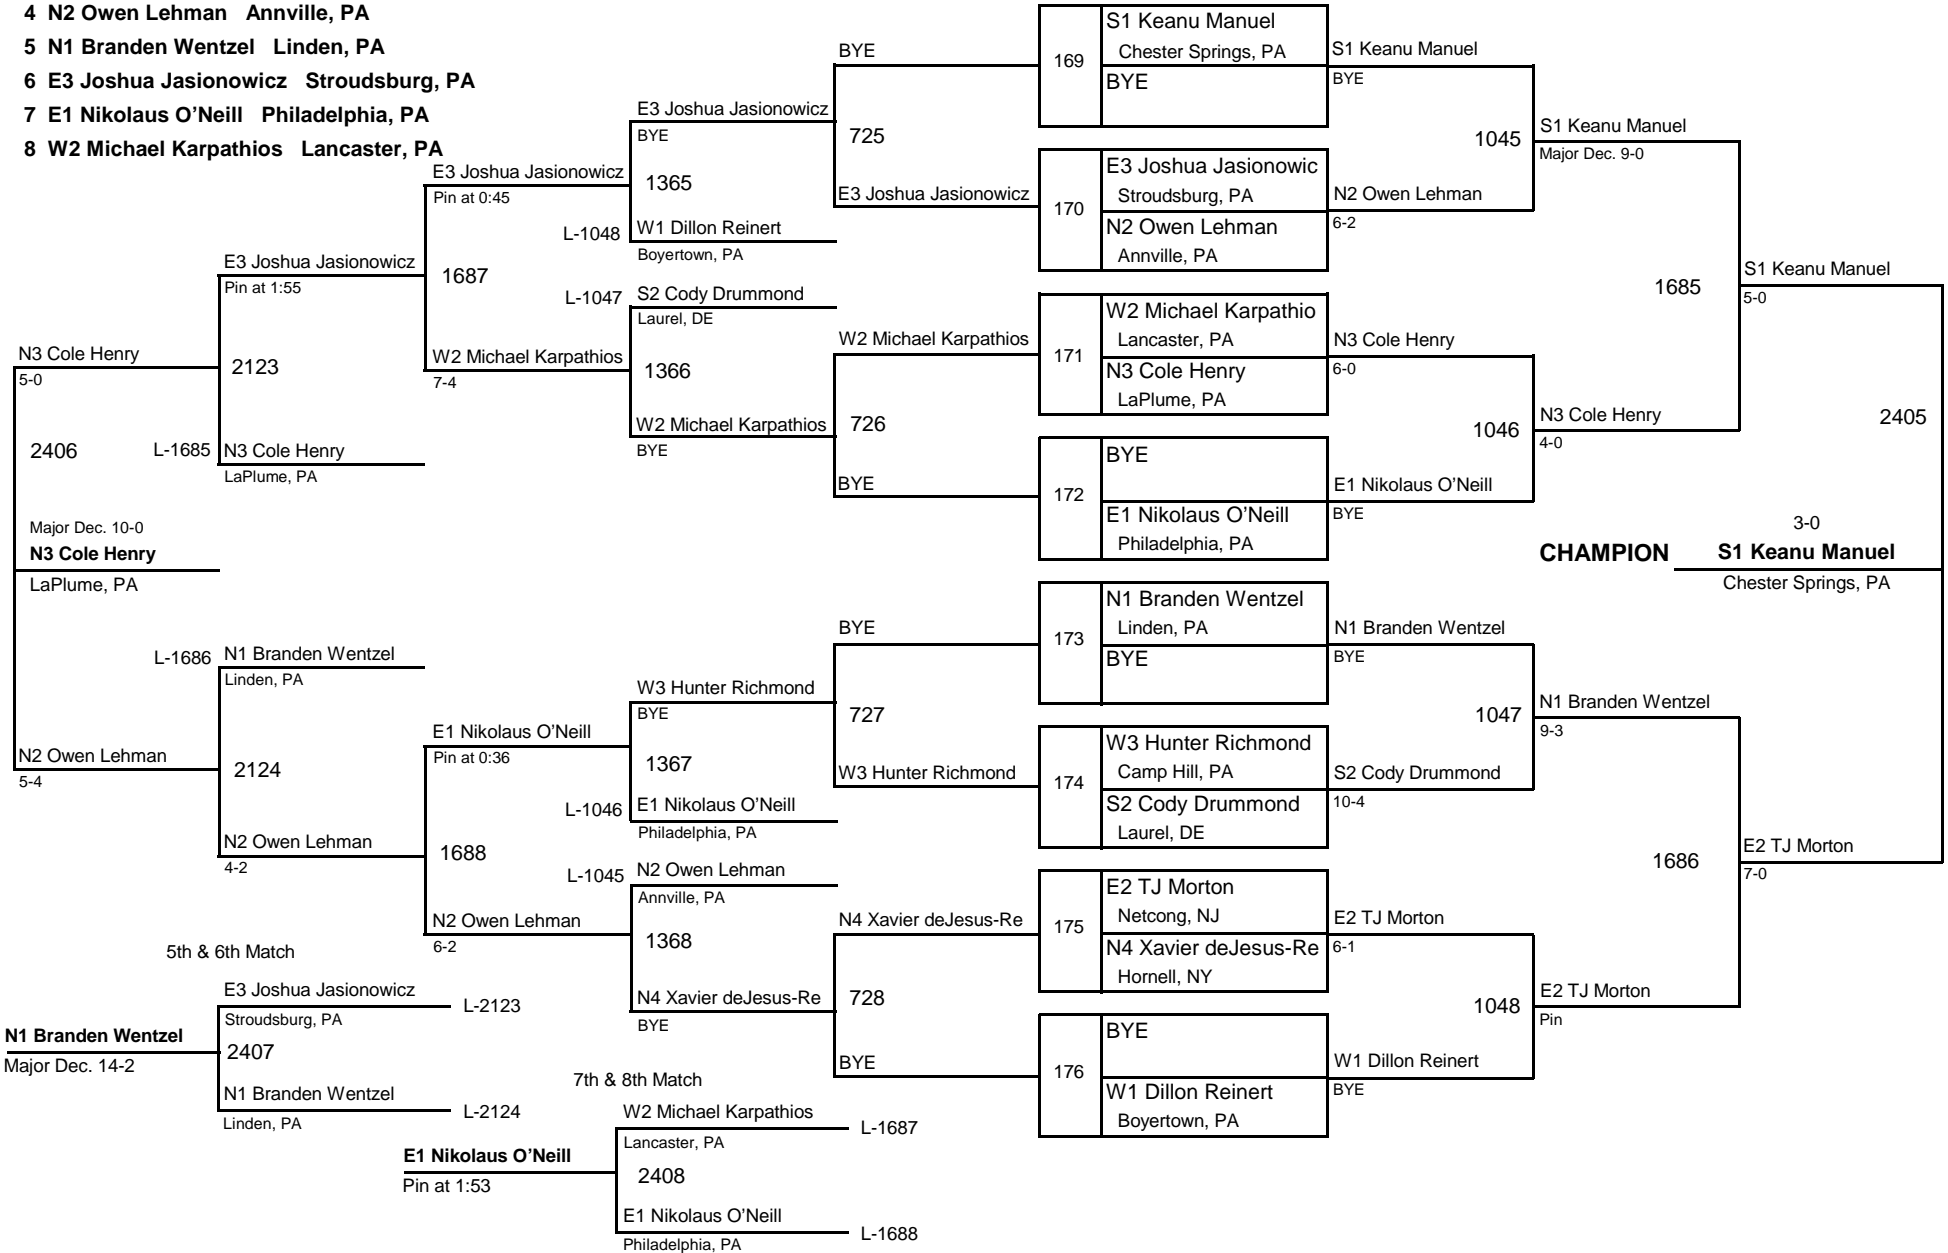 4 N2 Owen Lehman Annville, PA
5 N1 Branden Wentzel Linden, PA
6 E3 Joshua Jasionowicz Stroudsburg, PA
7 E1 Nikolaus O’Neill Philadelphia, PA
8 W2 Michael Karpathios Lancaster, PA
169
S1 Keanu Manuel
Chester Springs, PA
BYE
170
E3 Joshua Jasionowic
Stroudsburg, PA
N2 Owen Lehman
Annville, PA
171
W2 Michael Karpathio
Lancaster, PA
N3 Cole Henry
LaPlume, PA
172
BYE
E1 Nikolaus O’Neill
Philadelphia, PA
173
N1 Branden Wentzel
Linden, PA
BYE
174
W3 Hunter Richmond
Camp Hill, PA
S2 Cody Drummond
Laurel, DE
175
E2 TJ Morton
Netcong, NJ
N4 Xavier deJesus-Re
Hornell, NY
176
BYE
W1 Dillon Reinert
Boyertown, PA
S1 Keanu Manuel
BYE
1045
N2 Owen Lehman
6-2
N3 Cole Henry
6-0
1046
E1 Nikolaus O’Neill
BYE
N1 Branden Wentzel
BYE
1047
S2 Cody Drummond
10-4
E2 TJ Morton
6-1
1048
W1 Dillon Reinert
BYE
S1 Keanu Manuel
Major Dec. 9-0
1685
N3 Cole Henry
4-0
N1 Branden Wentzel
9-3
1686
E2 TJ Morton
Pin
S1 Keanu Manuel
5-0
2405
E2 TJ Morton
7-0
3-0
CHAMPION S1 Keanu Manuel
Chester Springs, PA
BYE
725
E3 Joshua Jasionowicz
W2 Michael Karpathios
726
BYE
BYE
727
W3 Hunter Richmond
N4 Xavier deJesus-Re
728
BYE
E3 Joshua Jasionowicz
BYE
1365
L-1048 W1 Dillon Reinert
Boyertown, PA
L-1047 S2 Cody Drummond
Laurel, DE
1366
W2 Michael Karpathios
BYE
W3 Hunter Richmond
BYE
1367
L-1046 E1 Nikolaus O’Neill
Philadelphia, PA
L-1045 N2 Owen Lehman
Annville, PA
1368
N4 Xavier deJesus-Re
BYE
E3 Joshua Jasionowicz
Pin at 0:45
1687
W2 Michael Karpathios
7-4
E1 Nikolaus O’Neill
Pin at 0:36
1688
N2 Owen Lehman
6-2
E3 Joshua Jasionowicz
Pin at 1:55
2123
L-1685 N3 Cole Henry
LaPlume, PA
L-1686 N1 Branden Wentzel
Linden, PA
2124
N2 Owen Lehman
4-2
N3 Cole Henry
5-0
2406
Major Dec. 10-0
N3 Cole Henry
LaPlume, PA
N2 Owen Lehman
5-4
5th & 6th Match
E3 Joshua Jasionowicz L-2123
Stroudsburg, PA
N1 Branden Wentzel
2407
Major Dec. 14-2
N1 Branden Wentzel L-2124
Linden, PA
7th & 8th Match
W2 Michael Karpathios L-1687
Lancaster, PA
E1 Nikolaus O’Neill
2408
Pin at 1:53
E1 Nikolaus O’Neill L-1688
Philadelphia, PA